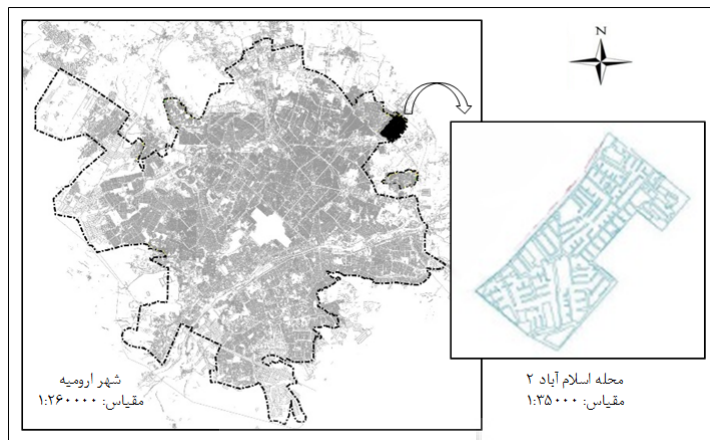 N
شهر ارومیه
مقیاس: ۱:۲۶۰۰۰۰
محله اسلام آباد ۲
مقیاس: ۱:۳۵۰۰۰